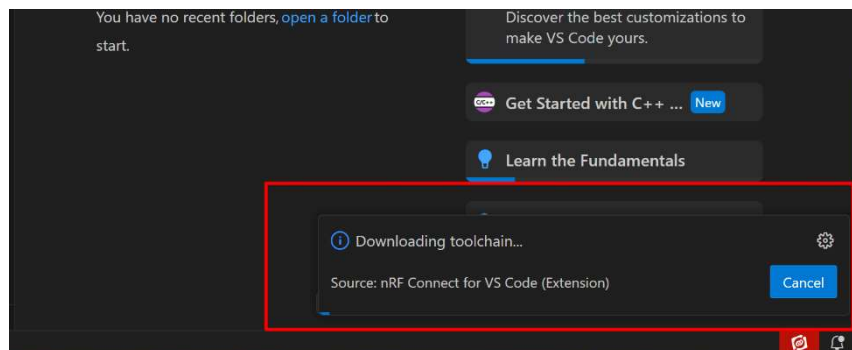 You have no recent folders, open a folder to
start.
Discover the best customizations to
make VS Code yours.
C/C++ Get Started with C++ ... New
Learn the Fundamentals
Downloading toolchain...
Source: nRF Connect for VS Code (Extension)
Cancel